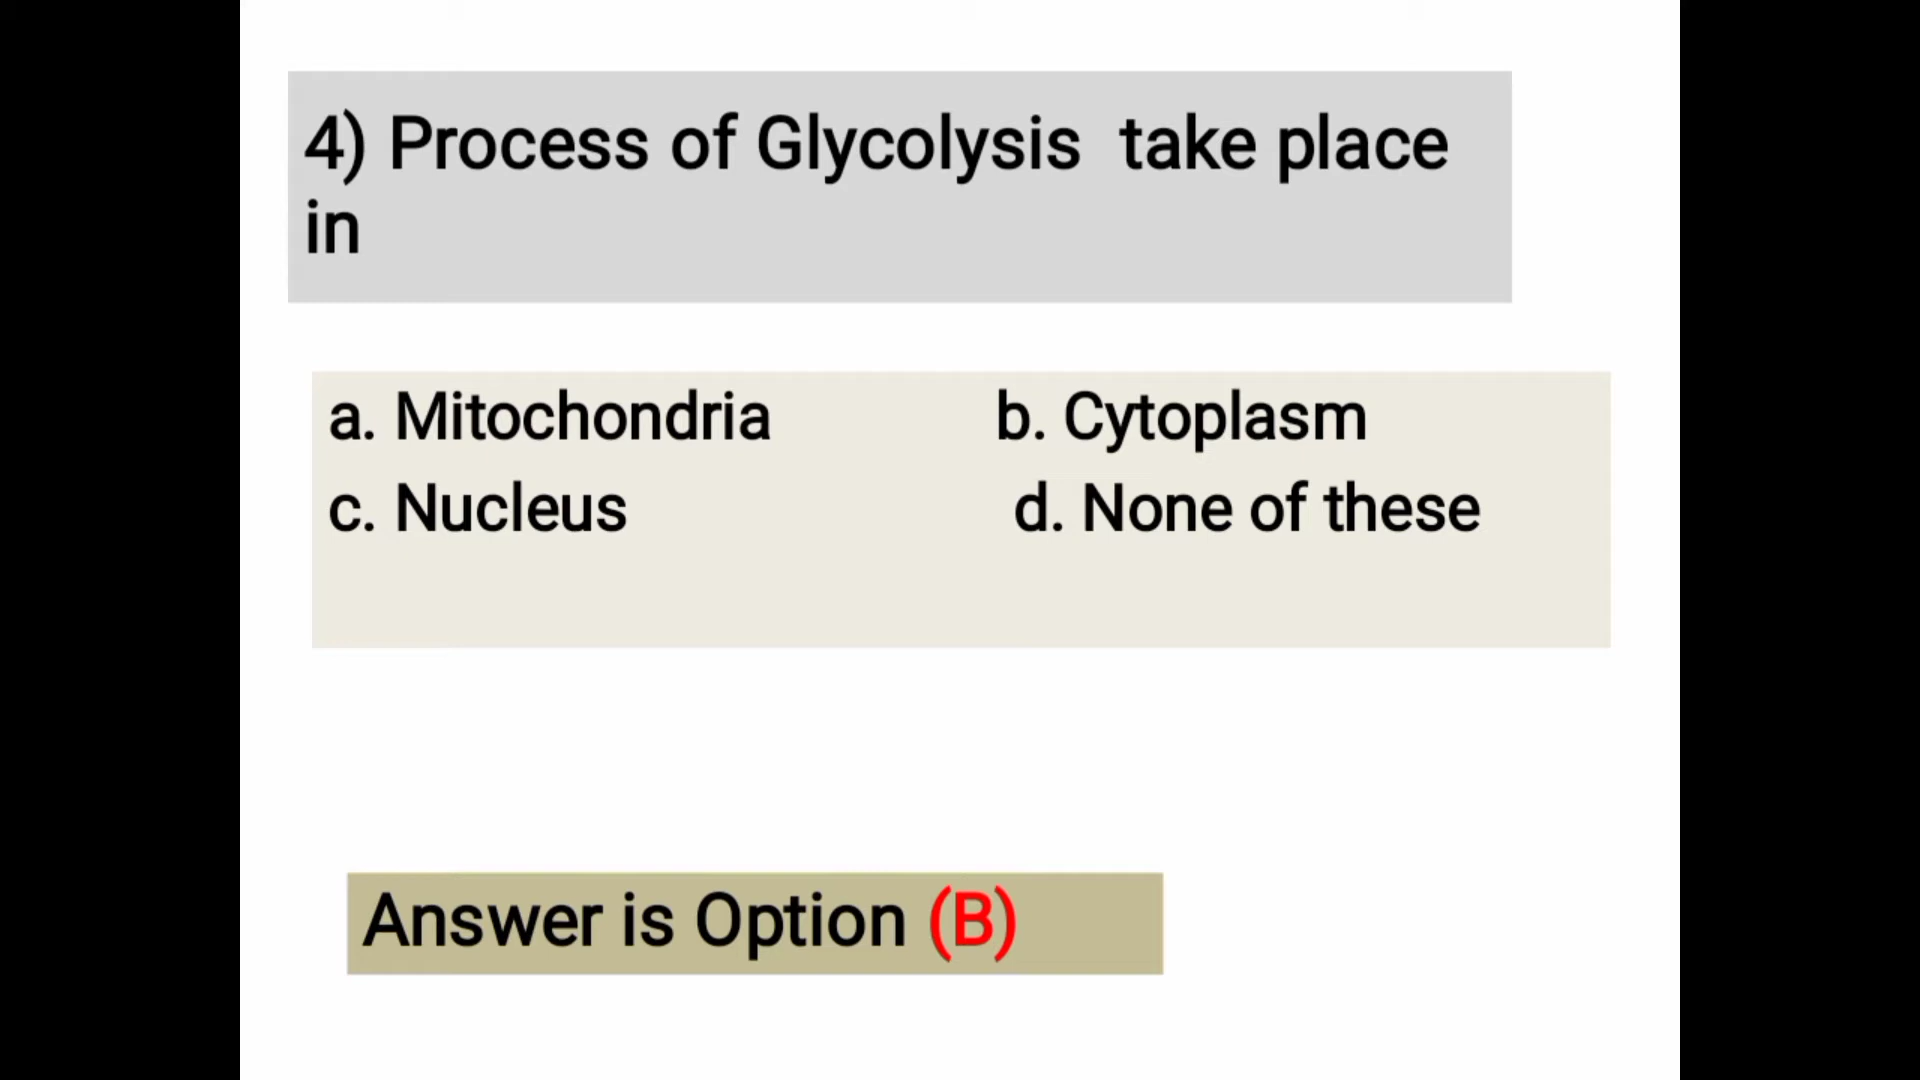 4) Process of Glycolysis  take place
in
a. Mitochondria b. Cytoplasm
c. Nucleus d. None of these
Answer is Option (B)